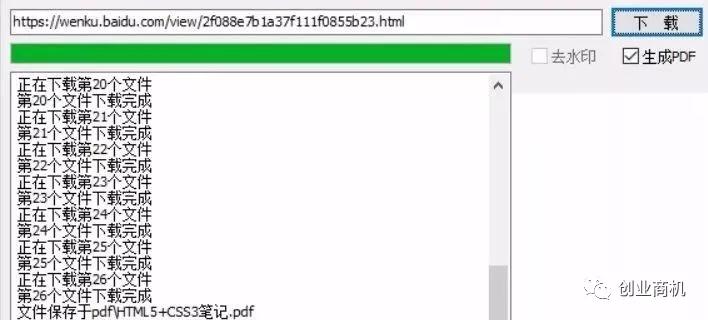 https://wenku.baidu.com/view/2f088e7b1a37f111f0855b23.html
下 载
去水印
生成PDF
正在下载第20个文件
第20个文件下载完成
正在下载第21个文件
第21个文件下载完成
正在下载第22个文件
第22个文件下载完成
正在下载第23个文件
第23个文件下载完成
正在下载第24个文件
第24个文件下载完成
正在下载第25个文件
第25个文件下载完成
正在下载第26个文件
第26个文件下载完成
文件保存于pdf\HTML5+CSS3笔记.pdf
创业商机